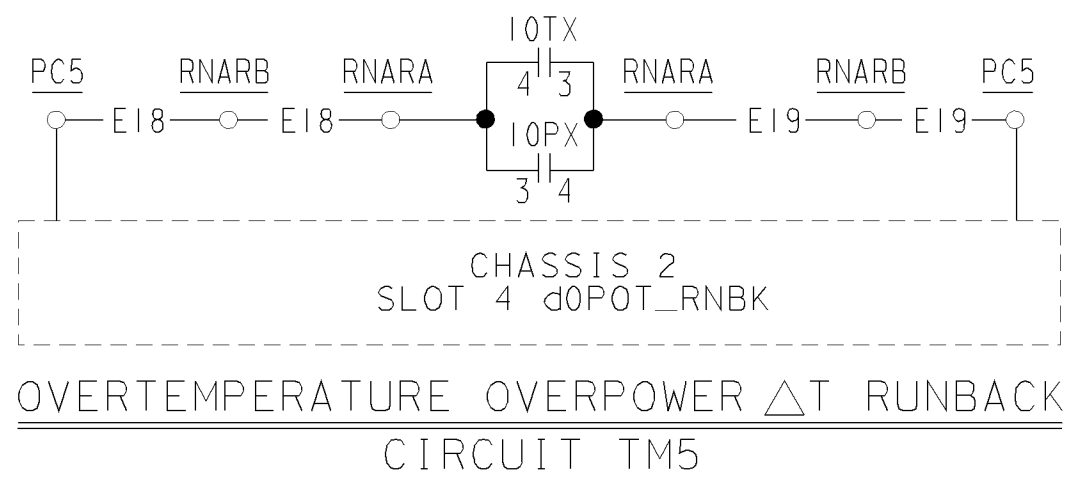 10TX
PC5 RNARB RNARA 4 3 RNARA RNARB PC5
E18 E18 E19 E19
10PX
3 4
CHASSIS 2
SLOT 4 d0POT_RNBK
OVERTEMPERATURE OVERPOWER △T RUNBACK
CIRCUIT TM5